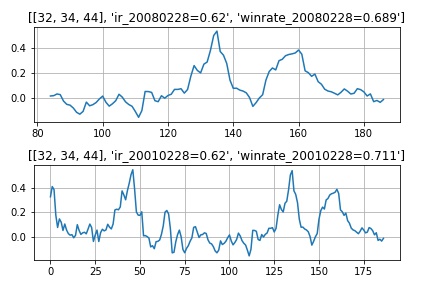 [[32, 34, 44], 'ir_20080228=0.62', 'winrate_20080228=0.689']
0.4
0.2
0.0
80 100 120 140 160 180
[[32, 34, 44], 'ir_20010228=0.62', 'winrate_20010228=0.711']
0.4
0.2
0.0
0 25 50 75 100 125 150 175